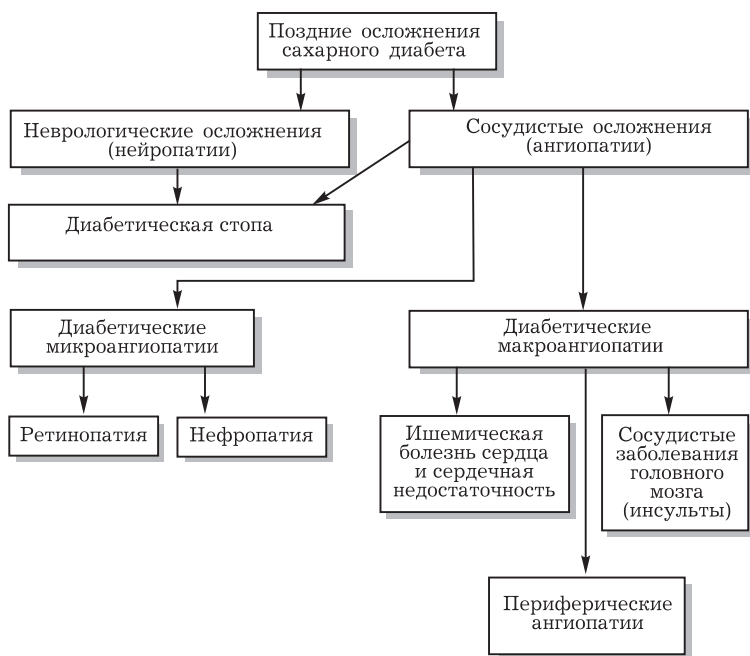 Поздние осложнения
сахарного диабета
Неврологические осложнения
(нейропатии)
Сосудистые осложнения
(ангиопатии)
Диабетическая стопа
Диабетические
микроангиопатии
Диабетические
макроангиопатии
Ретинопатия
Нефропатия
Ишемическая
болезнь сердца
и сердечная
недостаточность
Сосудистые
заболевания
головного
мозга
(инсульты)
Периферические
ангиопатии